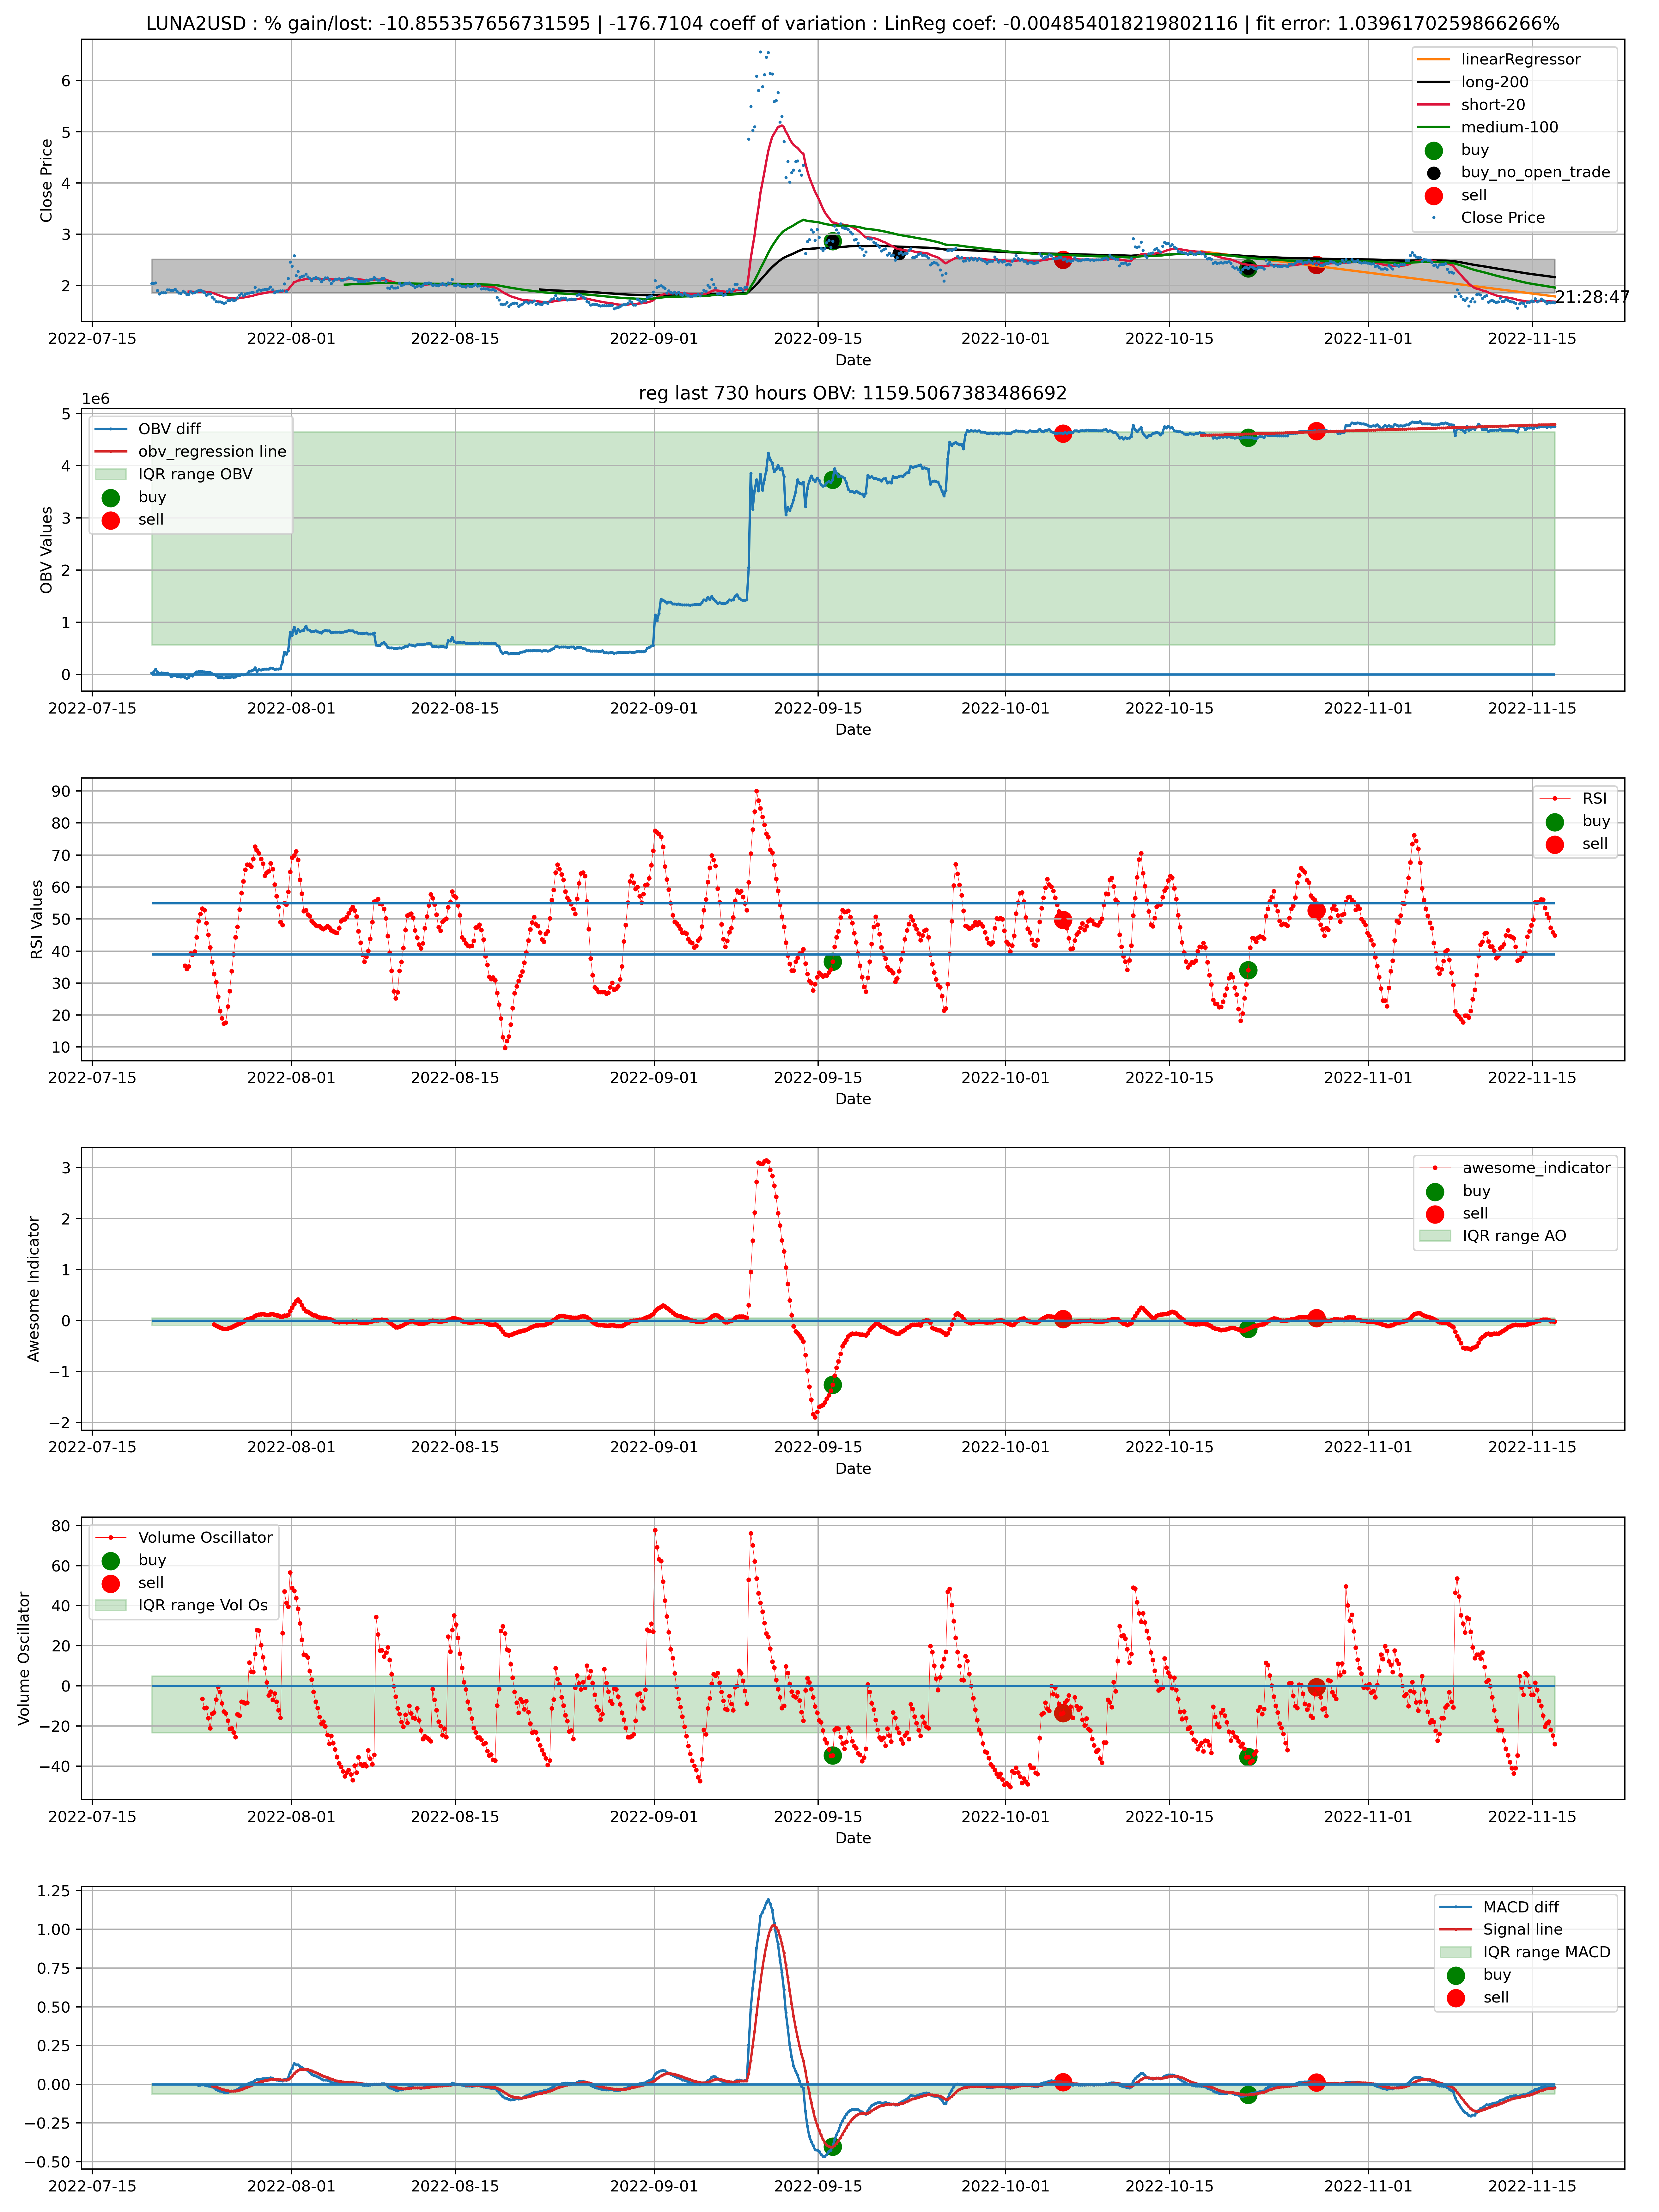 LUNA2USD : % gain/lost: -10.855357656731595 | -176.7104 coeff of variation : LinReg coef: -0.004854018219802116 | fit error: 1.0396170259866266%
Close Price
6
5
4
3
2
linearRegressor
long-200
short-20
medium-100
buy
buy_no_open_trade
sell
Close Price
21:28:47
2022-07-15 2022-08-01 2022-08-15 2022-09-01 2022-09-15 2022-10-01 2022-10-15 2022-11-01 2022-11-15
Date
reg last 730 hours OBV: 1159.5067383486692
1e6
OBV Values
5
4
3
2
1
0
OBV diff
obv_regression line
IQR range OBV
buy
sell
2022-07-15 2022-08-01 2022-08-15 2022-09-01 2022-09-15 2022-10-01 2022-10-15 2022-11-01 2022-11-15
Date
RSI Values
90
80
70
60
50
40
30
20
10
RSI
buy
sell
2022-07-15 2022-08-01 2022-08-15 2022-09-01 2022-09-15 2022-10-01 2022-10-15 2022-11-01 2022-11-15
Date
Awesome Indicator
3
2
1
0
−1
−2
awesome_indicator
buy
sell
IQR range AO
2022-07-15 2022-08-01 2022-08-15 2022-09-01 2022-09-15 2022-10-01 2022-10-15 2022-11-01 2022-11-15
Date
Volume Oscillator
80
60
40
20
0
−20
−40
Volume Oscillator
buy
sell
IQR range Vol Os
2022-07-15 2022-08-01 2022-08-15 2022-09-01 2022-09-15 2022-10-01 2022-10-15 2022-11-01 2022-11-15
Date
1.25
1.00
0.75
0.50
0.25
0.00
−0.25
−0.50
MACD diff
Signal line
IQR range MACD
buy
sell
2022-07-15 2022-08-01 2022-08-15 2022-09-01 2022-09-15 2022-10-01 2022-10-15 2022-11-01 2022-11-15